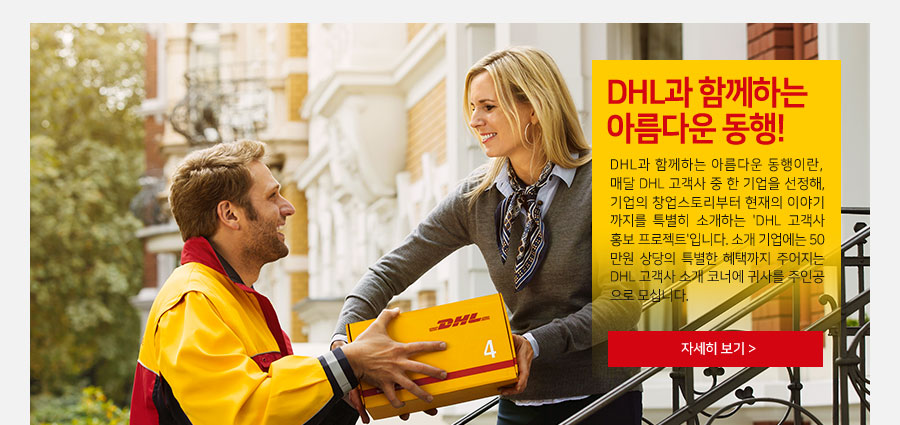 DHL과 함께하는
아름다운 동행!
DHL과 함께하는 아름다운 동행이란,
매달 DHL 고객사 중 한 기업을 선정해,
기업의 창업스토리부터 현재의 이야기
까지를 특별히 소개하는 'DHL 고객사
홍보 프로젝트'입니다. 소개 기업에는 50
만원 상당의 특별한 혜택까지 주어지는
DHL 고객사 소개 코너에 귀사를 주인공
으로 모십니다.
DHL
4
자세히 보기 >